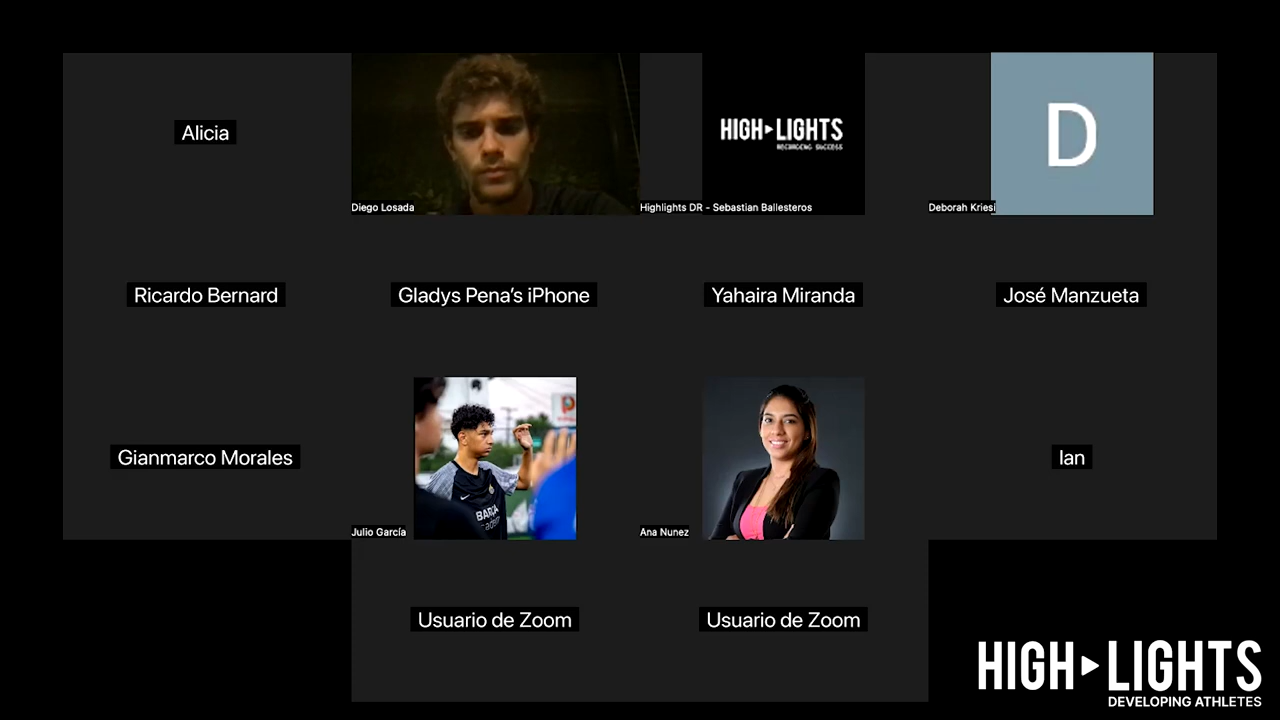 Alicia
Diego Losada
HIGH LIGHTS
Highlights DR - Sebastian Ballesteros
D
Deborah Kriesi
Ricardo Bernard
Gladys Pena’s iPhone
Yahaira Miranda
José Manzueta
Gianmarco Morales
BARÇA
Julio García
Ana Nunez
Ian
Usuario de Zoom
Usuario de Zoom
HIGH LIGHTS
DEVELOPING ATHLETES